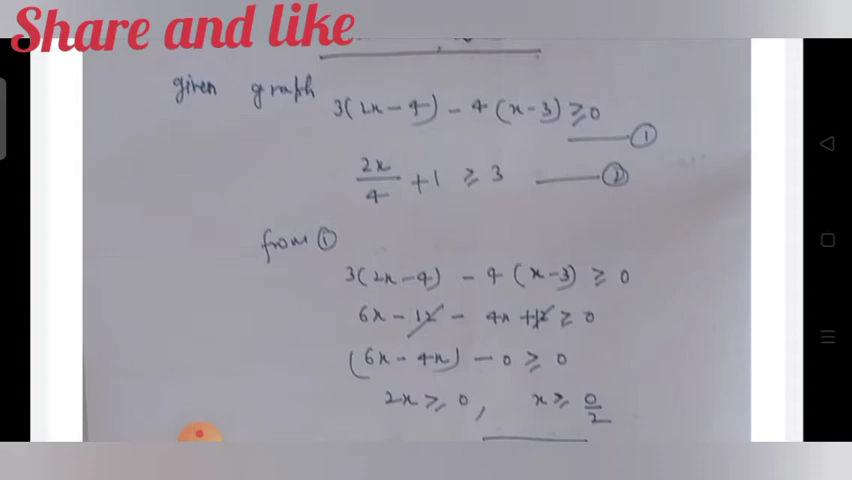 Share and like
given graph
3(2x - 4) - 4(x - 3) ≥ 0
①
2x/4 + 1 ≥ 3 ②
from ①
3(2x - 4) - 4(x - 3) ≥ 0
6x - 12 - 4x + 12 ≥ 0
(6x - 4x) - 0 ≥ 0
2x ≥ 0, x ≥ 0/2